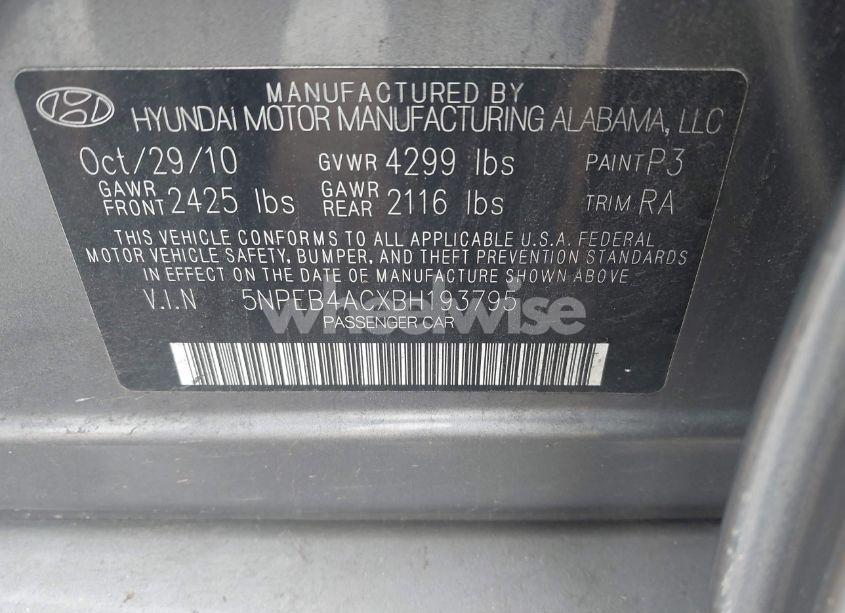 MANUFACTURED BY
HYUNDAI MOTOR MANUFACTURING ALABAMA, LLC
Oct/29/10 GVWR 4299 lbs PAINT P3
GAWR FRONT 2425 lbs GAWR REAR 2116 lbs TRIM RA
THIS VEHICLE CONFORMS TO ALL APPLICABLE U.S.A. FEDERAL
MOTOR VEHICLE SAFETY, BUMPER, AND THEFT PREVENTION STANDARDS
IN EFFECT ON THE DATE OF MANUFACTURE SHOWN ABOVE
V.I.N 5NPEB4ACXBH193795
wheelwise
PASSENGER CAR